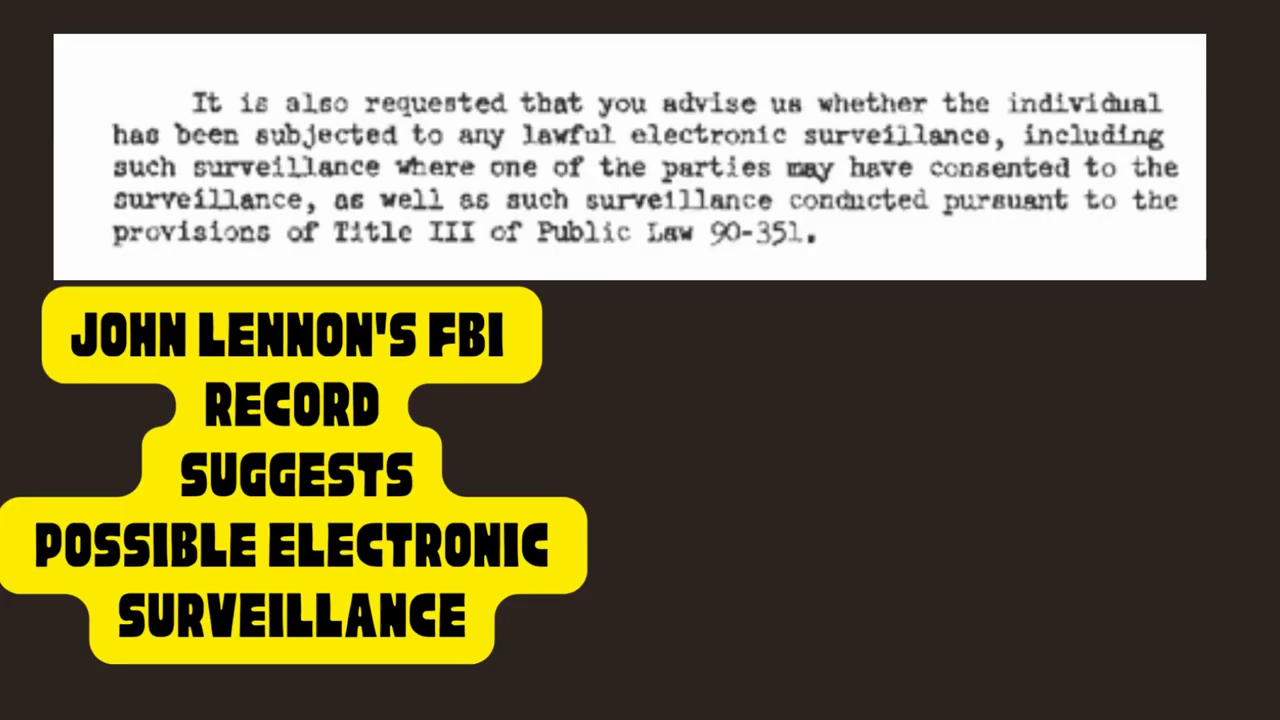 It is also requested that you advise us whether the individual
has been subjected to any lawful electronic surveillance, including
such surveillance where one of the parties may have consented to the
surveillance, as well as such surveillance conducted pursuant to the
provisions of Title III of Public Law 90-351.
JOHN LENNON'S FBI
RECORD
SUGGESTS
POSSIBLE ELECTRONIC
SURVEILLANCE